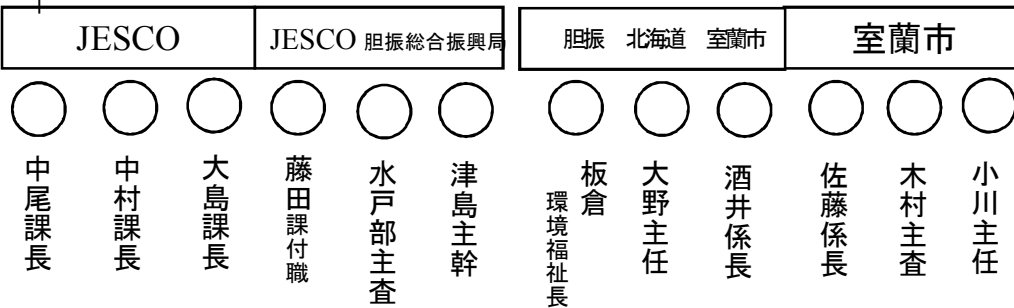 JESCO
JESCO 胆振総合振興局
胆振 北海道 室蘭市
室蘭市
中尾課長
中村課長
大島課長
藤田課付職
水戸部主査
津島主幹
板倉
環境福祉長
大野主任
酒井係長
佐藤係長
木村主査
小川主任